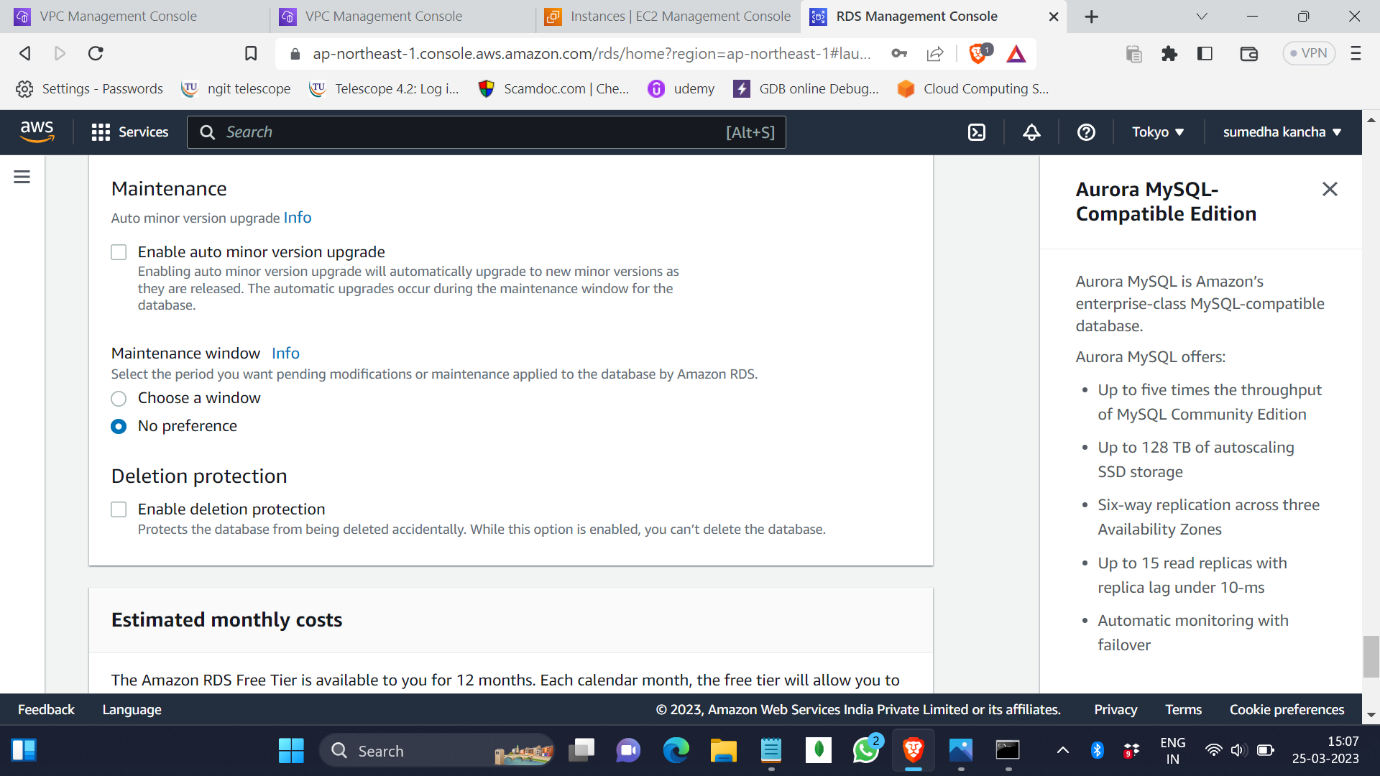 VPC Management Console
VPC Management Console
Instances | EC2 Management Console
RDS Management Console
ap-northeast-1.console.aws.amazon.com/rds/home?region=ap-northeast-1#lau...
1
VPN
Settings - Passwords
TU
ngit telescope
TU
Telescope 4.2: Log i...
Scamdoc.com | Che...
udemy
GDB online Debug...
Cloud Computing S...
aws
Services
Search
[Alt+S]
Tokyo
sumedha kancha
Maintenance
Auto minor version upgrade Info
Enable auto minor version upgrade
Enabling auto minor version upgrade will automatically upgrade to new minor versions as
they are released. The automatic upgrades occur during the maintenance window for the
database.
Maintenance window Info
Select the period you want pending modifications or maintenance applied to the database by Amazon RDS.
Choose a window
No preference
Deletion protection
Enable deletion protection
Protects the database from being deleted accidentally. While this option is enabled, you can't delete the database.
Estimated monthly costs
The Amazon RDS Free Tier is available to you for 12 months. Each calendar month, the free tier will allow you to
Aurora MySQL-
Compatible Edition
Aurora MySQL is Amazon's
enterprise-class MySQL-compatible
database.
Aurora MySQL offers:
• Up to five times the throughput
of MySQL Community Edition
• Up to 128 TB of autoscaling
SSD storage
• Six-way replication across three
Availability Zones
• Up to 15 read replicas with
replica lag under 10-ms
• Automatic monitoring with
failover
Feedback
Language
© 2023, Amazon Web Services India Private Limited or its affiliates.
Privacy
Terms
Cookie preferences
Search
2
9
ENG
IN
15:07
25-03-2023